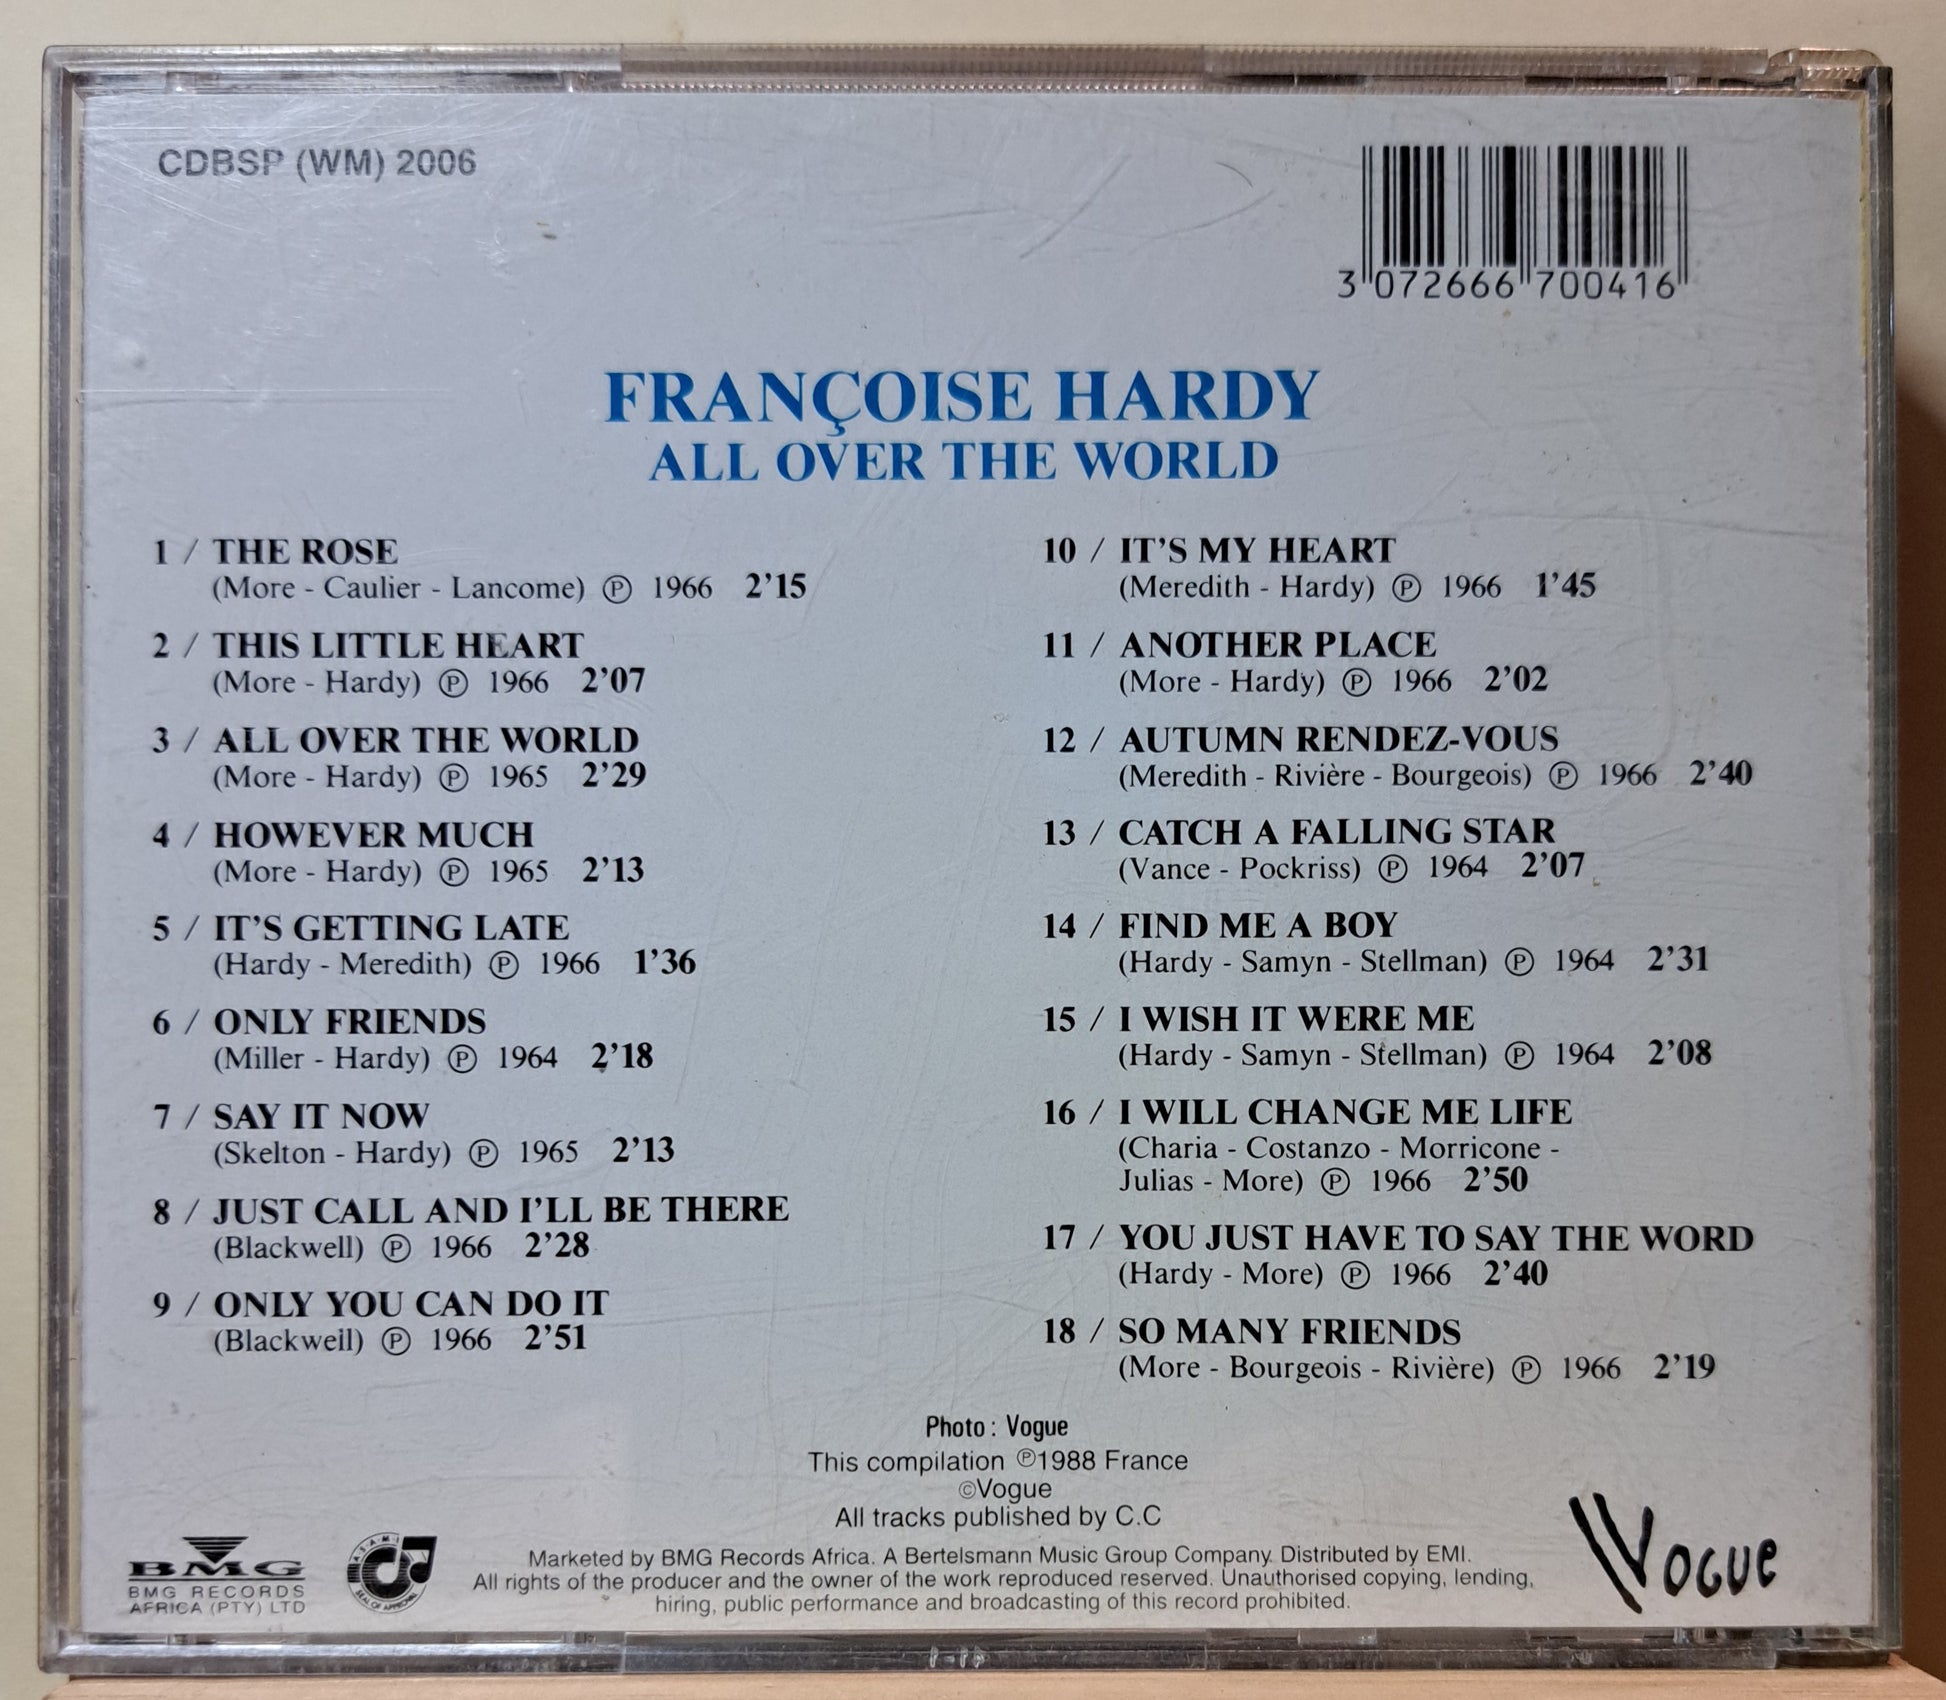 CDBSP (WM) 2006
3 072666 700416
FRANÇOISE HARDY
ALL OVER THE WORLD
1 / THE ROSE
(More - Caulier - Lancome) ℗ 1966 2'15
2 / THIS LITTLE HEART
(More - Hardy) ℗ 1966 2'07
3 / ALL OVER THE WORLD
(More - Hardy) ℗ 1965 2'29
4 / HOWEVER MUCH
(More - Hardy) ℗ 1965 2'13
5 / IT'S GETTING LATE
(Hardy - Meredith) ℗ 1966 1'36
6 / ONLY FRIENDS
(Miller - Hardy) ℗ 1964 2'18
7 / SAY IT NOW
(Skelton - Hardy) ℗ 1965 2'13
8 / JUST CALL AND I'LL BE THERE
(Blackwell) ℗ 1966 2'28
9 / ONLY YOU CAN DO IT
(Blackwell) ℗ 1966 2'51
10 / IT'S MY HEART
(Meredith - Hardy) ℗ 1966 1'45
11 / ANOTHER PLACE
(More - Hardy) ℗ 1966 2'02
12 / AUTUMN RENDEZ-VOUS
(Meredith - Rivière - Bourgeois) ℗ 1966 2'40
13 / CATCH A FALLING STAR
(Vance - Pockriss) ℗ 1964 2'07
14 / FIND ME A BOY
(Hardy - Samyn - Stellman) ℗ 1964 2'31
15 / I WISH IT WERE ME
(Hardy - Samyn - Stellman) ℗ 1964 2'08
16 / I WILL CHANGE ME LIFE
(Charia - Costanzo - Morricone -
Julias - More) ℗ 1966 2'50
17 / YOU JUST HAVE TO SAY THE WORD
(Hardy - More) ℗ 1966 2'40
18 / SO MANY FRIENDS
(More - Bourgeois - Rivière) ℗ 1966 2'19
Photo : Vogue
This compilation ℗1988 France
©Vogue
All tracks published by C.C
Marketed by BMG Records Africa. A Bertelsmann Music Group Company. Distributed by EMI.
All rights of the producer and the owner of the work reproduced reserved. Unauthorised copying, lending,
hiring, public performance and broadcasting of this record prohibited.
BMG
BMG RECORDS
AFRICA (PTY) LTD
A.S.A.M.I.
SEAL OF APPROVAL
VOGUE